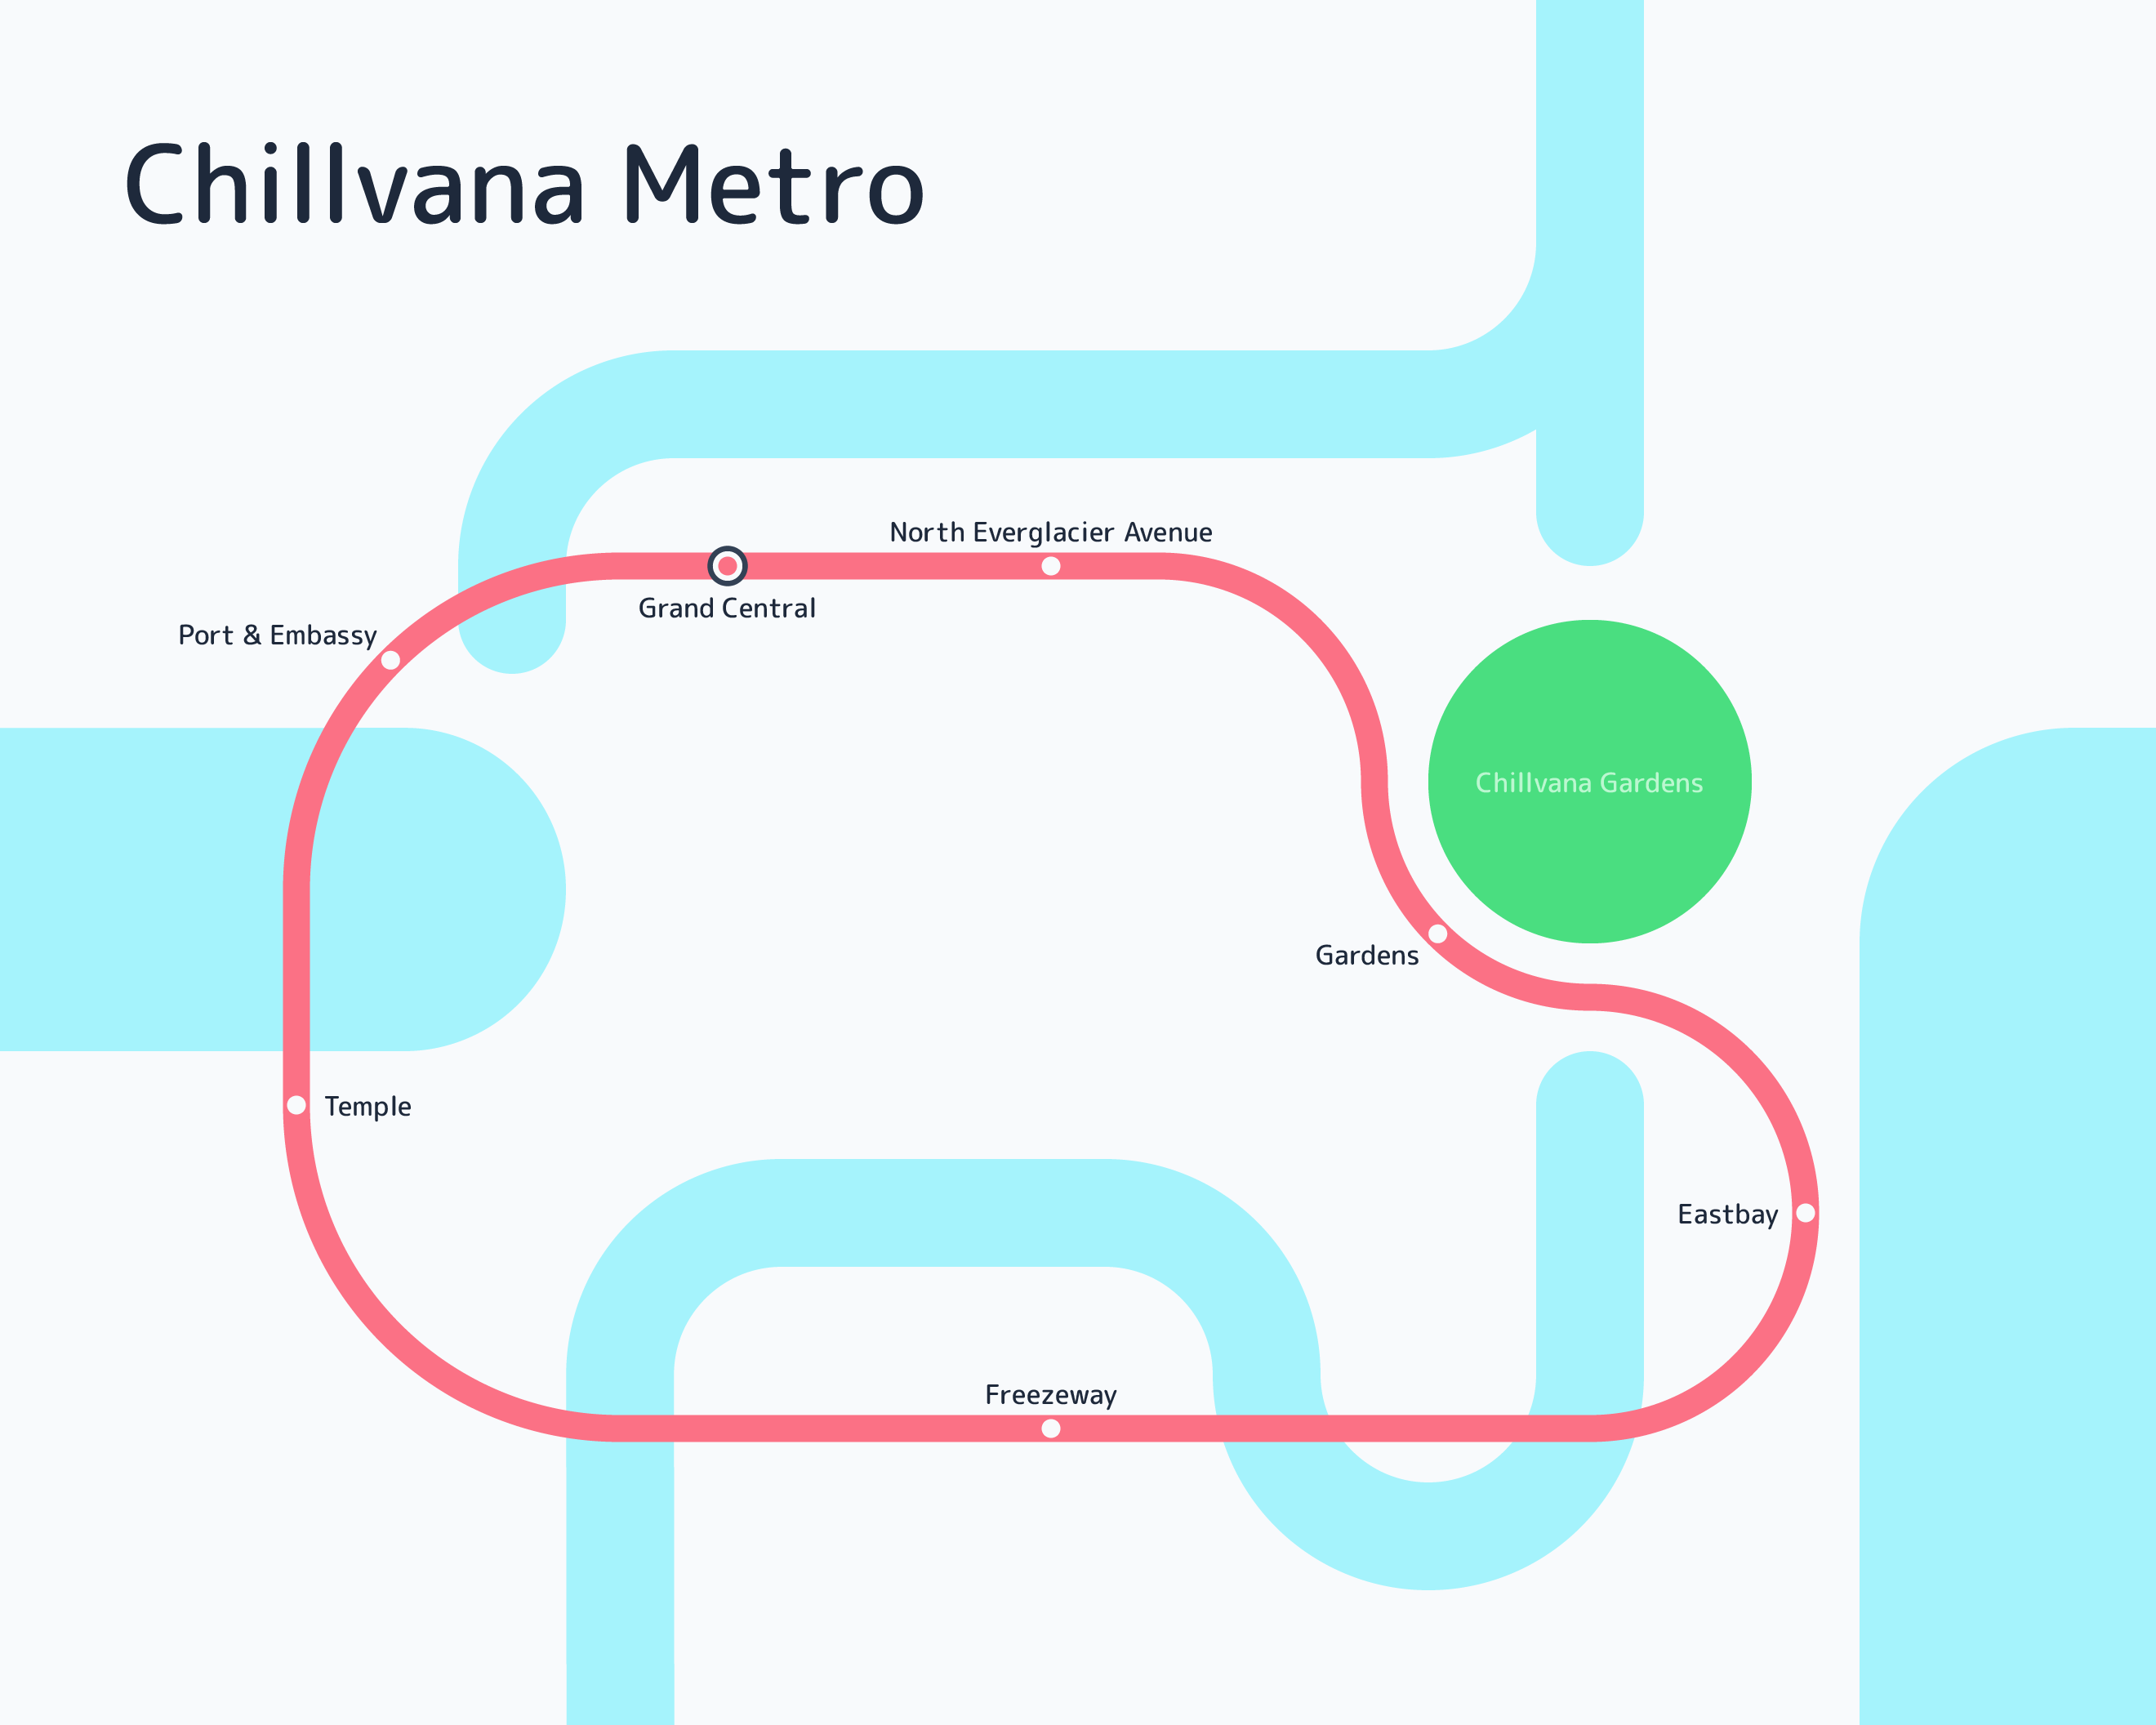 Chillvana Metro
North Everglacier Avenue
Grand Central
Port & Embassy
Chillvana Gardens
Gardens
Temple
Eastbay
Freezeway